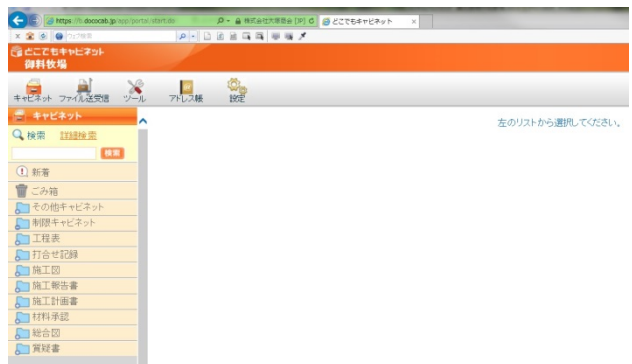 https://b.dococab.jp/app/portal/start.do
株式会社大塚商会 [JP]
どこでもキャビネット
ウェブ検索
どこでもキャビネット
御料牧場
キャビネット ファイル送受信 ツール アドレス帳 設定
キャビネット
左のリストから選択してください。
検索 詳細検索
検索
新着
ごみ箱
その他キャビネット
制限キャビネット
工程表
打合せ記録
施工図
施工報告書
施工計画書
材料承認
総合図
質疑書